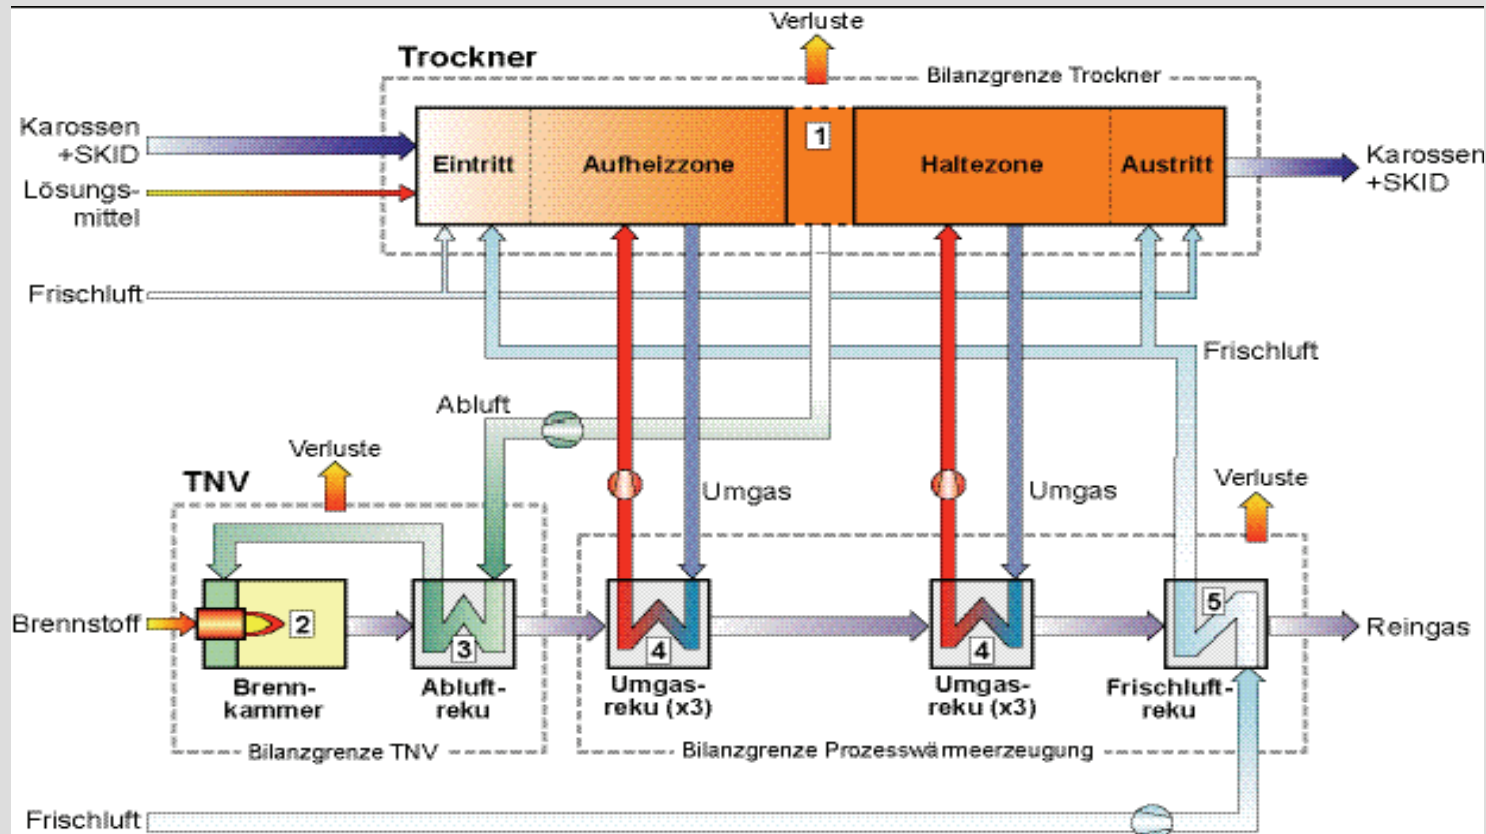 Verluste
Trockner
Bilanzgrenze Trockner
Karossen
+SKID
Lösungs-
mittel
Eintritt
Aufheizzone
1
Haltezone
Austritt
Karossen
+SKID
Frischluft
Frischluft
Abluft
Verluste
TNV
Umgas
Umgas
Verluste
Brennstoff
2
3
4
4
5
Reingas
Brenn-
kammer
Abluft-
reku
Umgas-
reku (x3)
Umgas-
reku (x3)
Frischluft-
reku
Bilanzgrenze TNV
Bilanzgrenze Prozesswärmeerzeugung
Frischluft